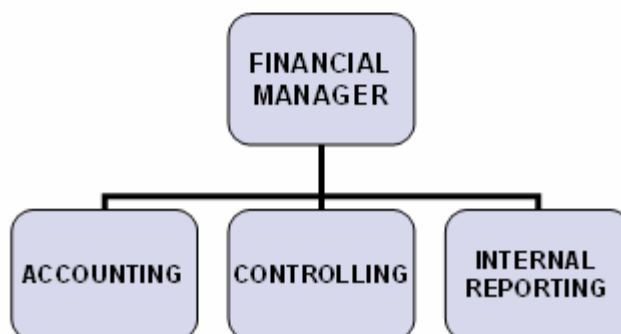 FINANCIAL
MANAGER
ACCOUNTING
CONTROLLING
INTERNAL
REPORTING